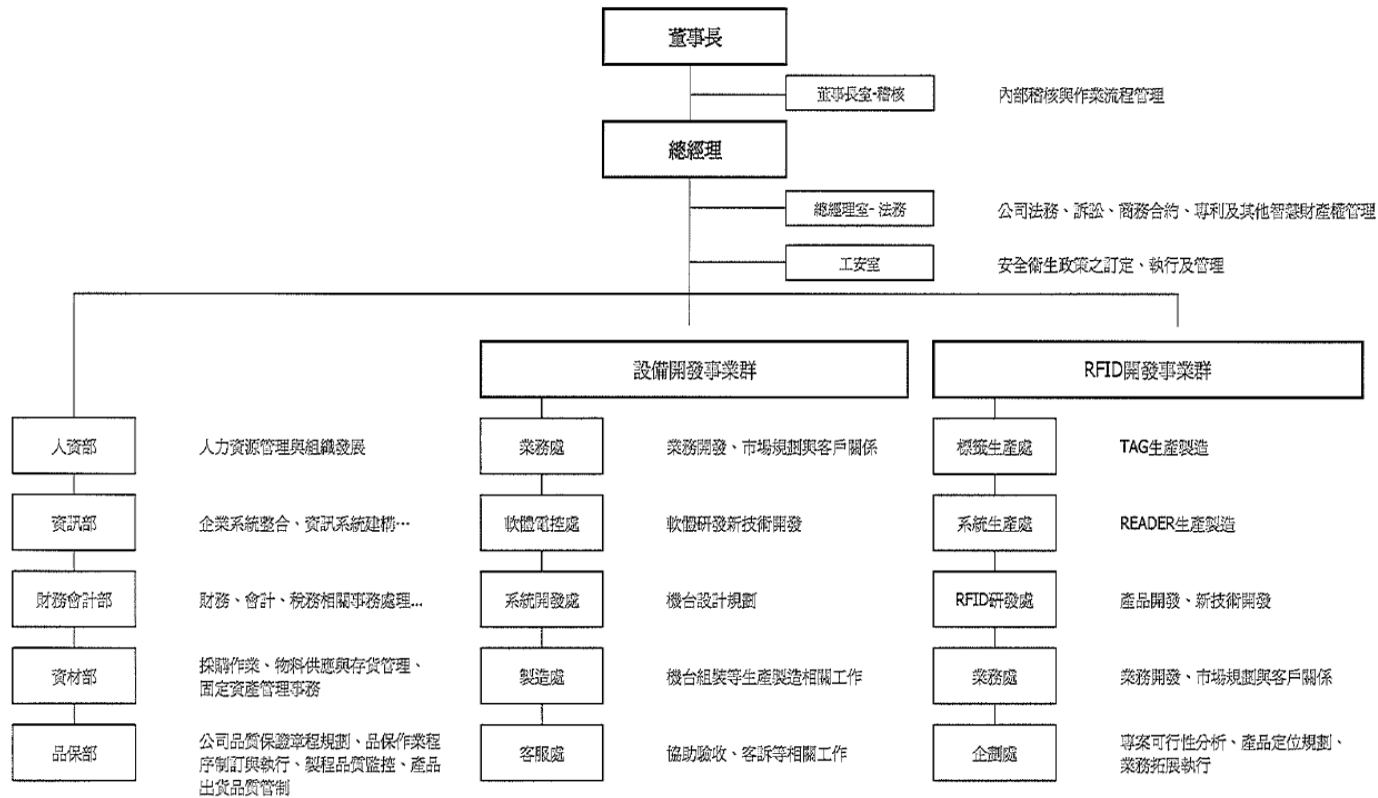 董事長
董事長室-稽核
內部稽核與作業流程管理
總經理
總經理室-法務
公司法務、訴訟、商務合約、專利及其他智慧財產權管理
工安室
安全衛生政策之訂定、執行及管理
設備開發事業群
RFID開發事業群
人資部
人力資源管理與組織發展
業務處
業務開發、市場規劃與客戶關係
標籤生產處
TAG生產製造
資訊部
企業系統整合、資訊系統建構…
軟體電控處
軟體研發新技術開發
系統生產處
READER生產製造
財務會計部
財務、會計、稅務相關事務處理...
系統開發處
機台設計規劃
RFID研發處
產品開發、新技術開發
資材部
採購作業、物料供應與存貨管理、
固定資產管理事務
製造處
機台組裝等生產製造相關工作
業務處
業務開發、市場規劃與客戶關係
品保部
公司品質保證章程規劃、品保作業程
序制訂與執行、製程品質監控、產品
出貨品質管制
客服處
協助驗收、客訴等相關工作
企劃處
專案可行性分析、產品定位規劃、
業務拓展執行